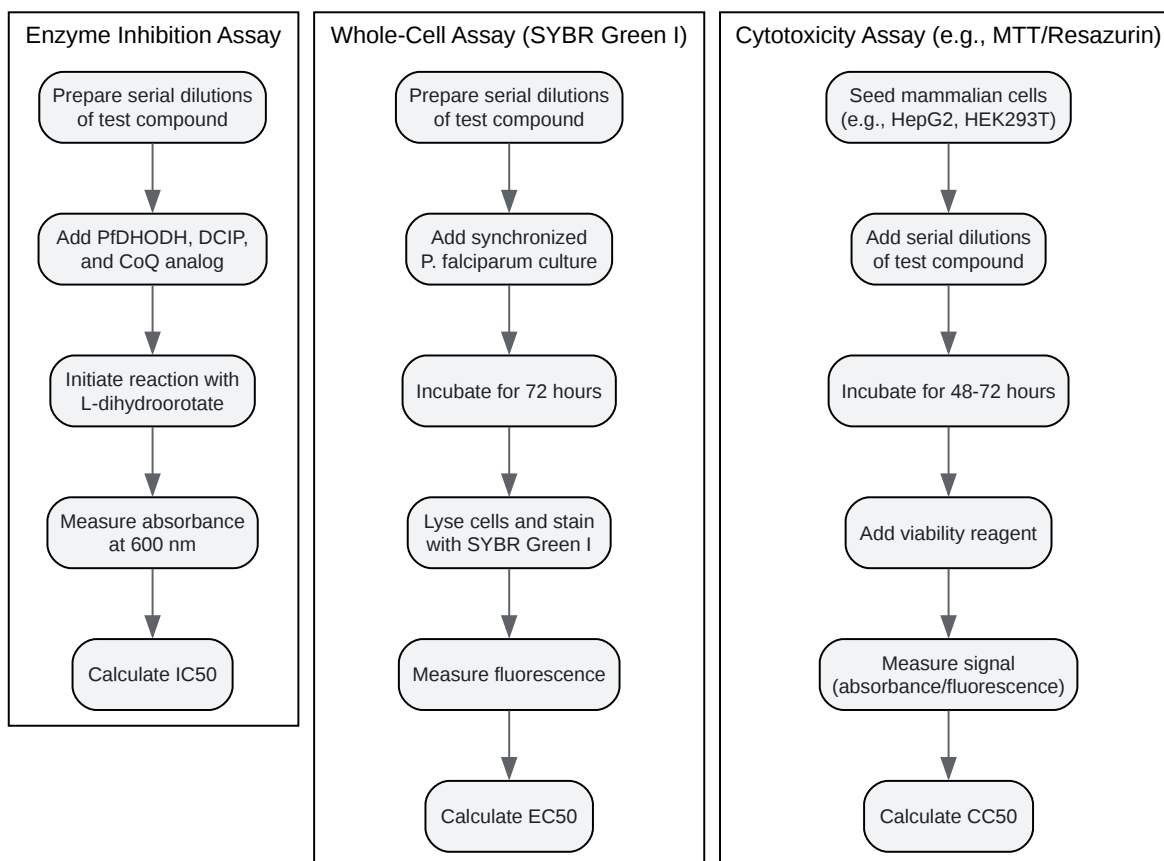 Enzyme Inhibition Assay
Prepare serial dilutions
of test compound
Add PfDHODH, DCIP,
and CoQ analog
Initiate reaction with
L-dihydroorotate
Measure absorbance
at 600 nm
Calculate IC50
Whole-Cell Assay (SYBR Green I)
Prepare serial dilutions
of test compound
Add synchronized
P. falciparum culture
Incubate for 72 hours
Lyse cells and stain
with SYBR Green I
Measure fluorescence
Calculate EC50
Cytotoxicity Assay (e.g., MTT/Resazurin)
Seed mammalian cells
(e.g., HepG2, HEK293T)
Add serial dilutions
of test compound
Incubate for 48-72 hours
Add viability reagent
Measure signal
(absorbance/fluorescence)
Calculate CC50